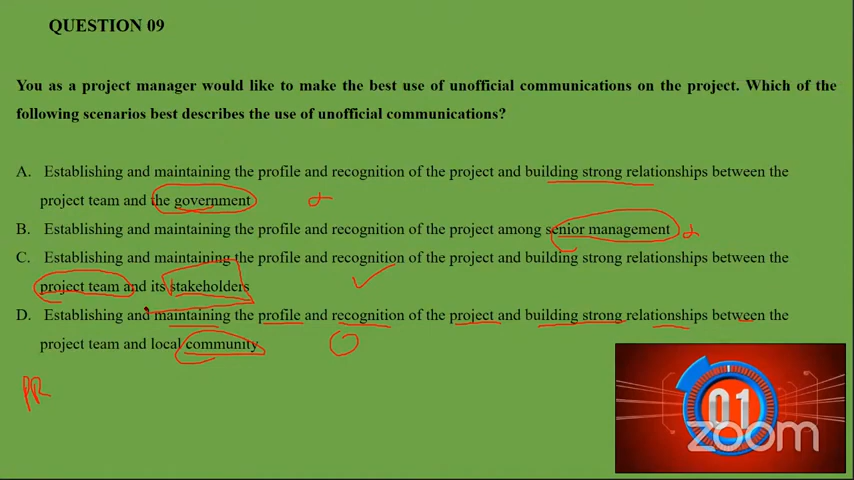 QUESTION 09
You as a project manager would like to make the best use of unofficial communications on the project. Which of the
following scenarios best describes the use of unofficial communications?
A. Establishing and maintaining the profile and recognition of the project and building strong relationships between the
project team and the government
B. Establishing and maintaining the profile and recognition of the project among senior management
C. Establishing and maintaining the profile and recognition of the project and building strong relationships between the
project team and its stakeholders
D. Establishing and maintaining the profile and recognition of the project and building strong relationships between the
project team and local community
PR
01
zoom